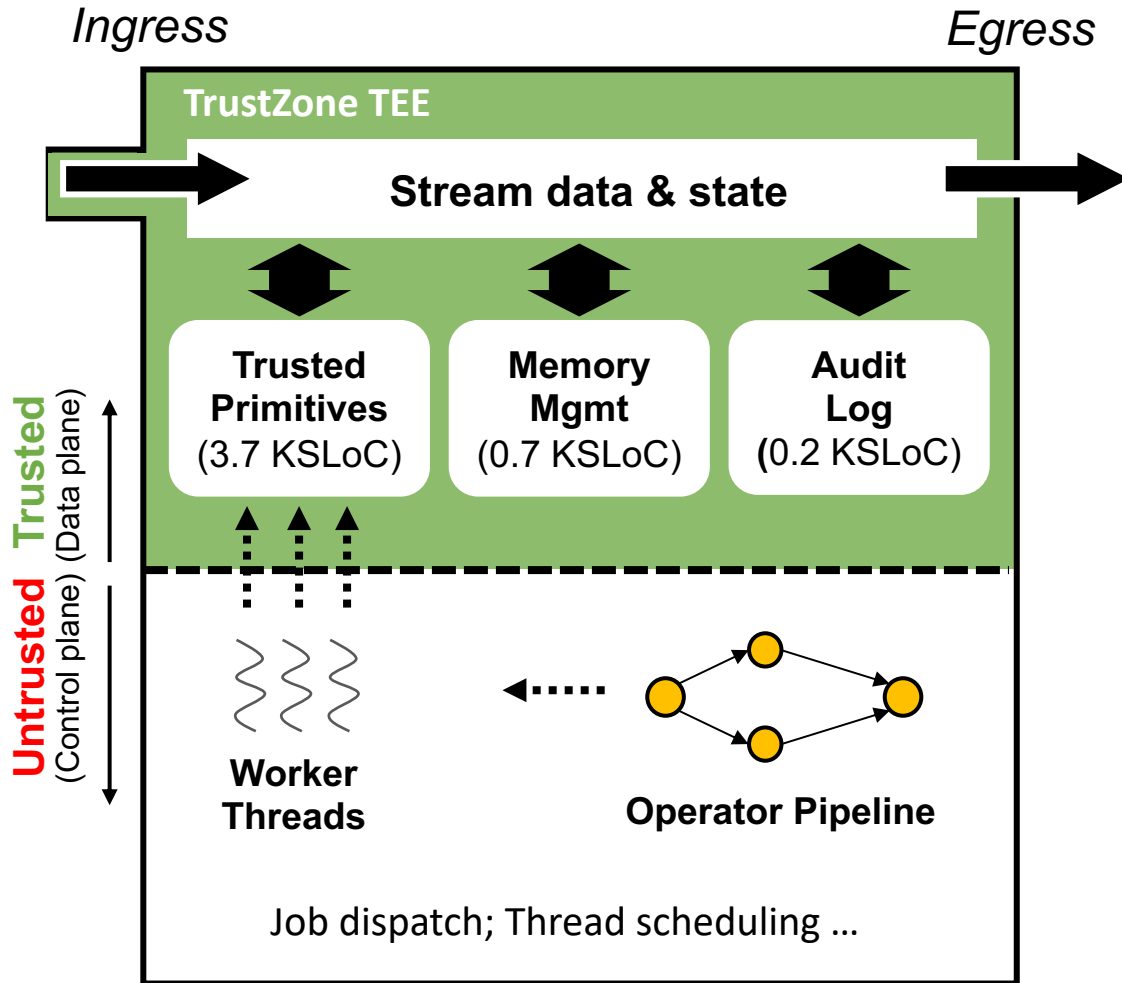 Ingress
Egress
TrustZone TEE
Stream data & state
Trusted
Primitives
(3.7 KSLoC)
Memory
Mgmt
(0.7 KSLoC)
Audit
Log
(0.2 KSLoC)
Trusted
(Data plane)
Untrusted
(Control plane)
Worker
Threads
Operator Pipeline
Job dispatch; Thread scheduling ...